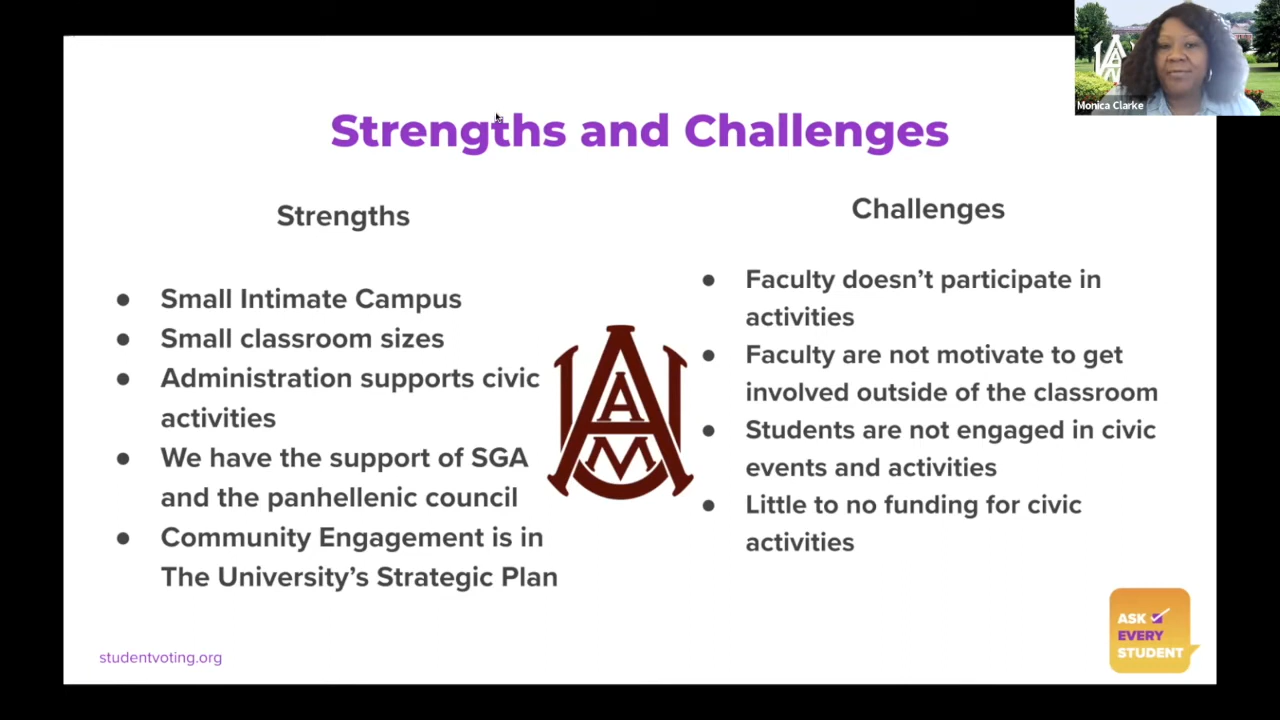 Monica Clarke
Strengths and Challenges
Strengths
● Small Intimate Campus
● Small classroom sizes
● Administration supports civic
activities
● We have the support of SGA
and the panhellenic council
● Community Engagement is in
The University’s Strategic Plan
Challenges
● Faculty doesn’t participate in
activities
● Faculty are not motivate to get
involved outside of the classroom
● Students are not engaged in civic
events and activities
● Little to no funding for civic
activities
AAMU
studentvoting.org
ASK
EVERY
STUDENT